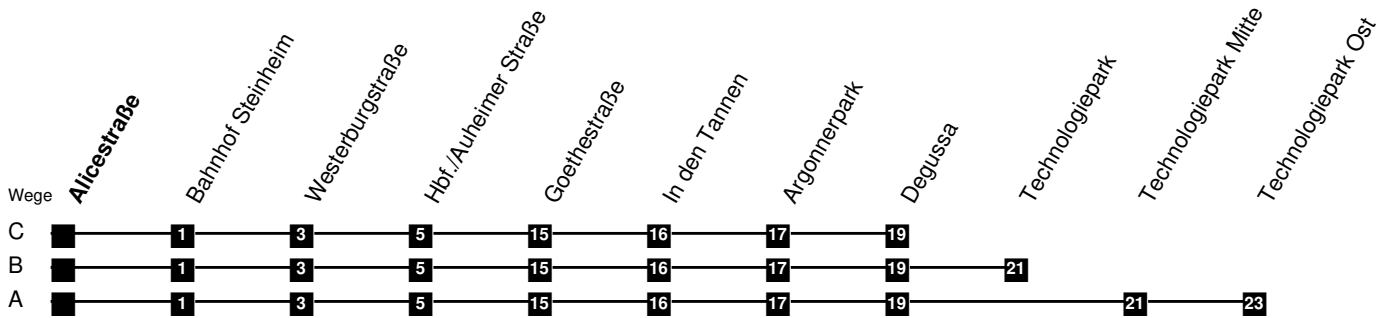 Alicestraße
Bahnhof Steinheim
Westerburgstraße
Hbf./Auheimer Straße
Goethestraße
In den Tannen
Argonnerpark
Degussa
Technologiepark
Technologiepark Mitte
Technologiepark Ost
Wege
C 1 3 5 15 16 17 19
B 1 3 5 15 16 17 19 21
A 1 3 5 15 16 17 19 21 23